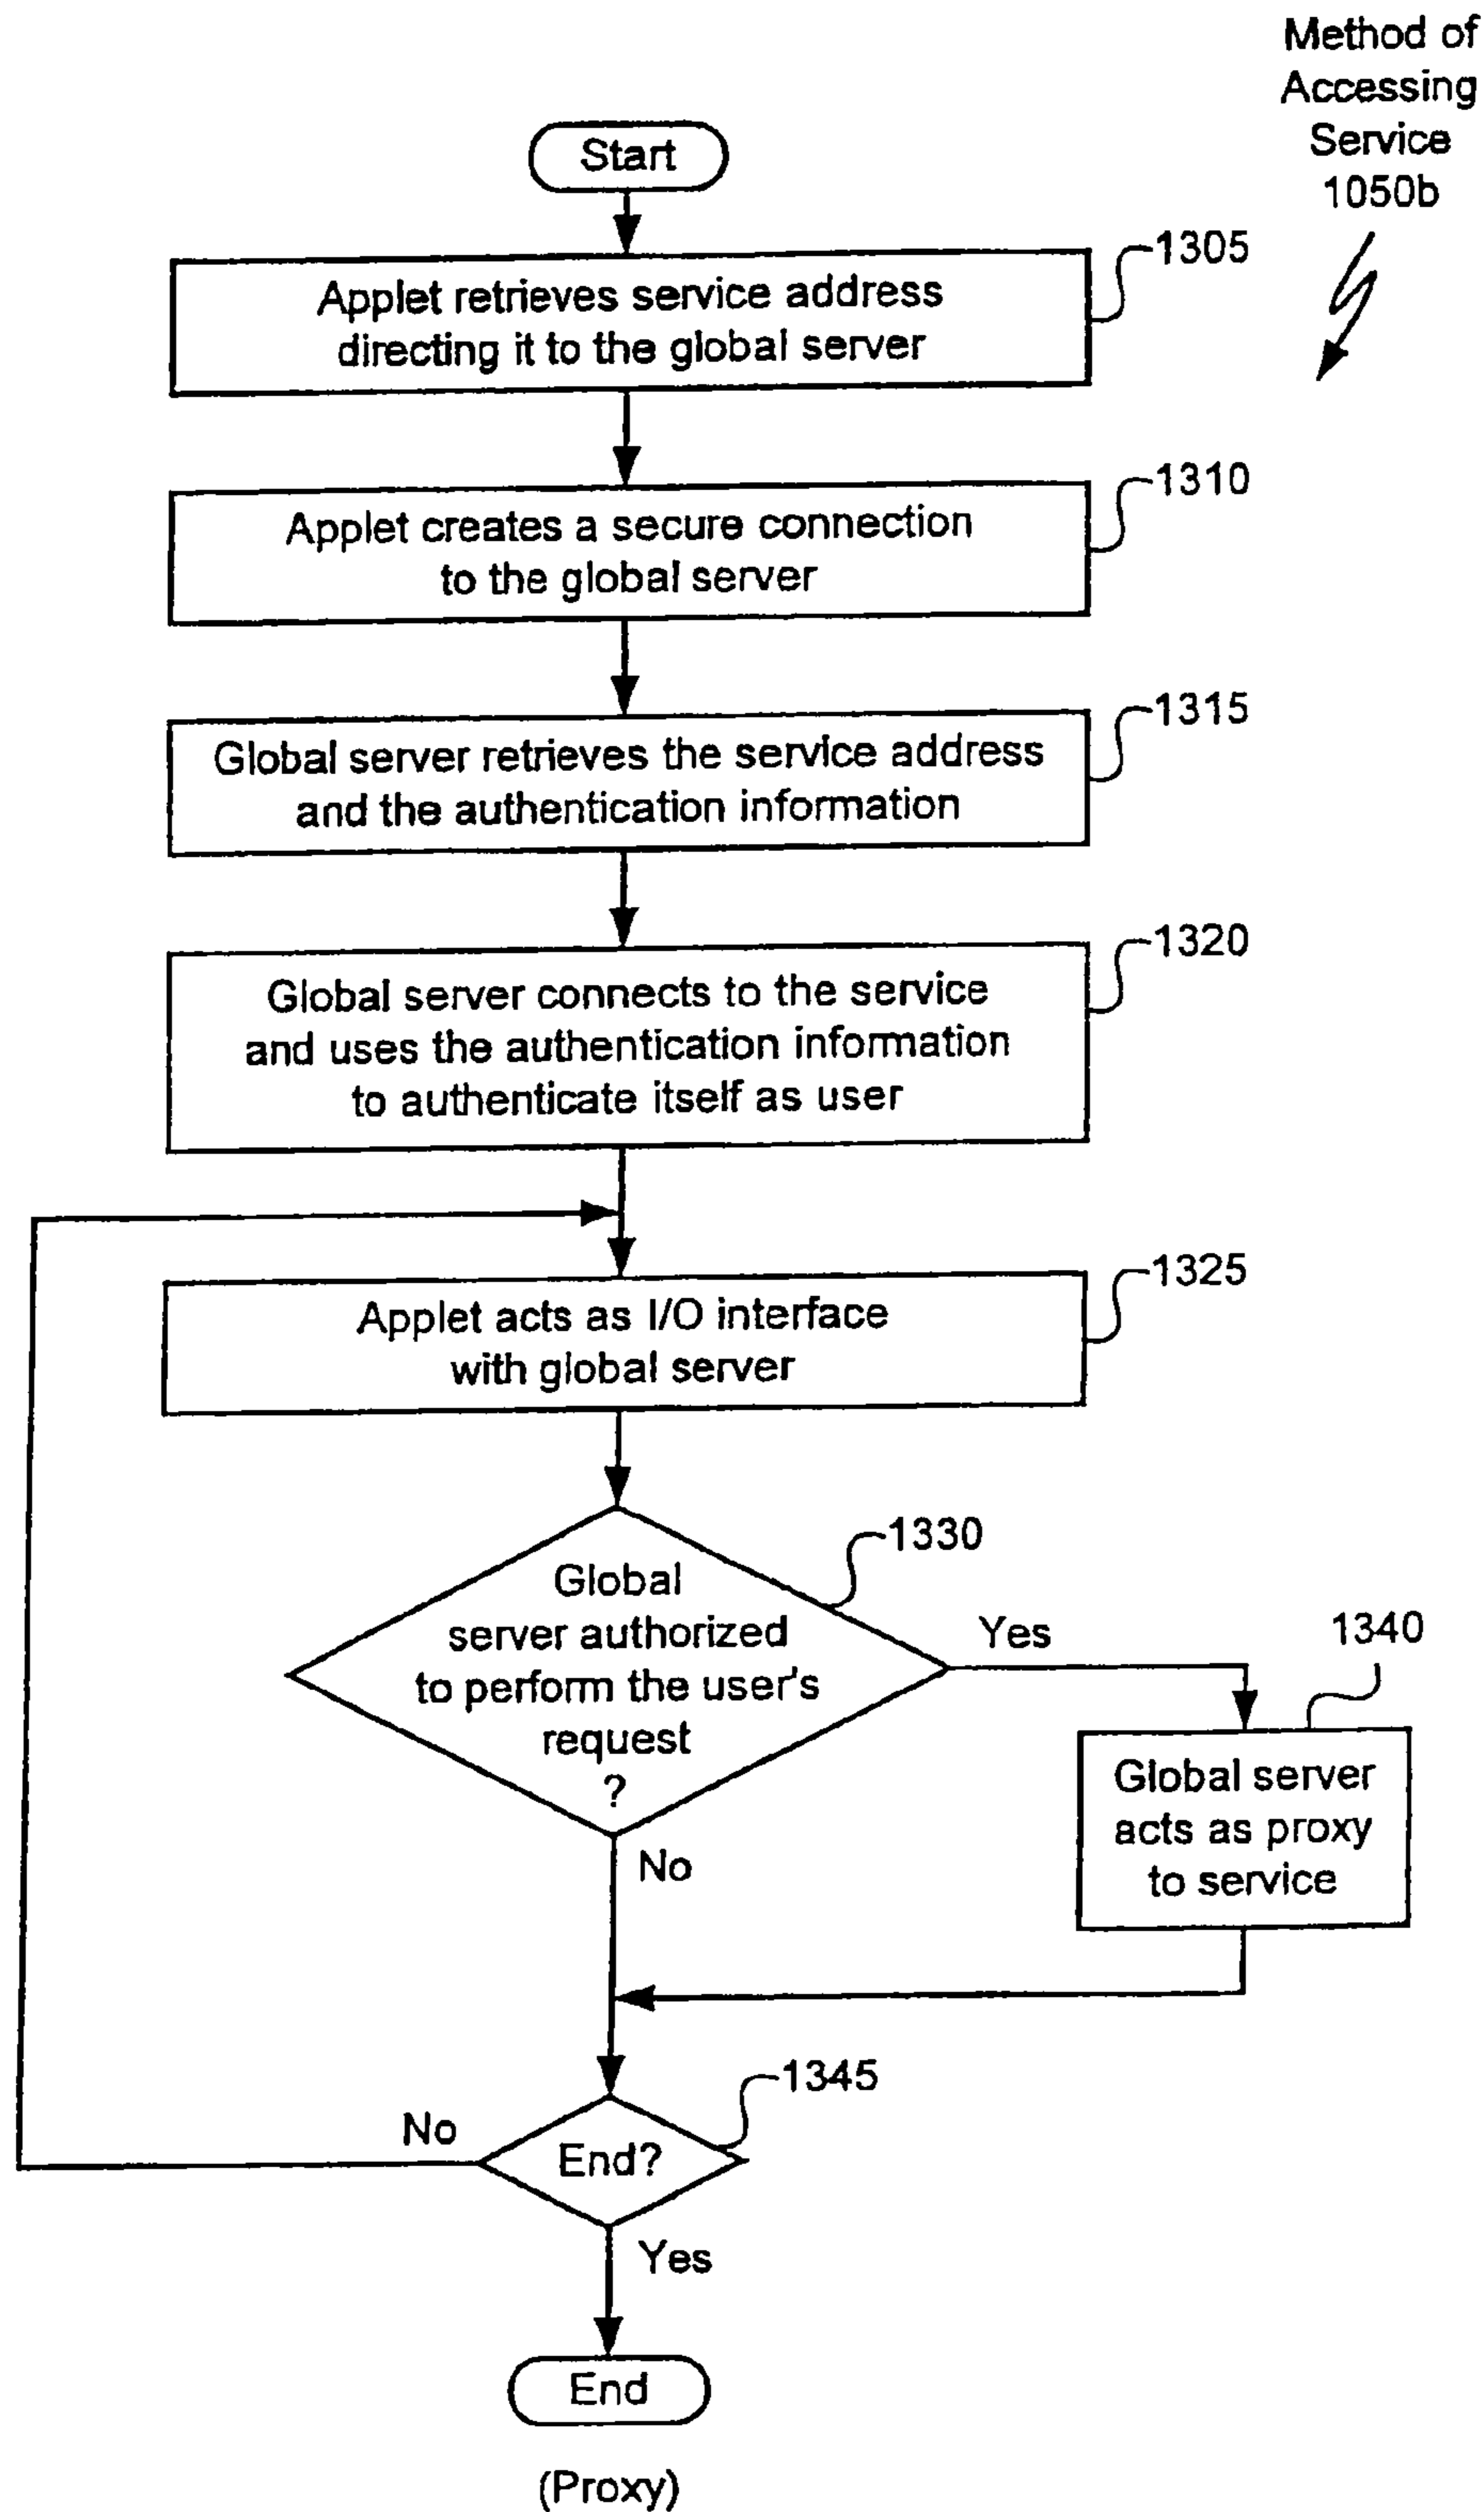 Method of
Accessing
Service
1050b
Start
1305
Applet retrieves service address
directing it to the global server
1310
Applet creates a secure connection
to the global server
1315
Global server retrieves the service address
and the authentication information
1320
Global server connects to the service
and uses the authentication information
to authenticate itself as user
1325
Applet acts as I/O interface
with global server
1330
Global
server authorized
to perform the user's
request
?
Yes
1340
Global server
acts as proxy
to service
No
1345
No
End?
Yes
End
(Proxy)